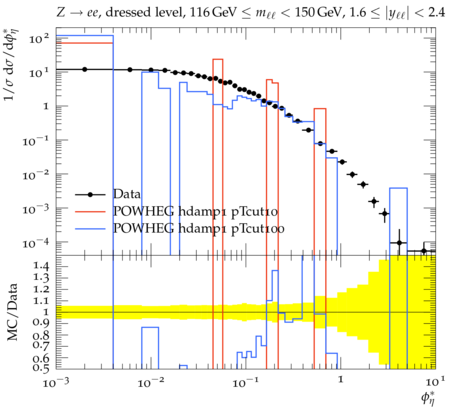 Z → ee, dressed level, 116 GeV ≤ mℓℓ < 150 GeV, 1.6 ≤ |yℓℓ| < 2.4
1/σ dσ/dφ*η
10²
10¹
1
10⁻¹
10⁻²
10⁻³
10⁻⁴
Data
POWHEG hdamp1 pTcut10
POWHEG hdamp1 pTcut100
MC/Data
1.4
1.3
1.2
1.1
1
0.9
0.8
0.7
0.6
0.5
10⁻³ 10⁻² 10⁻¹ 1 10¹
φ*η